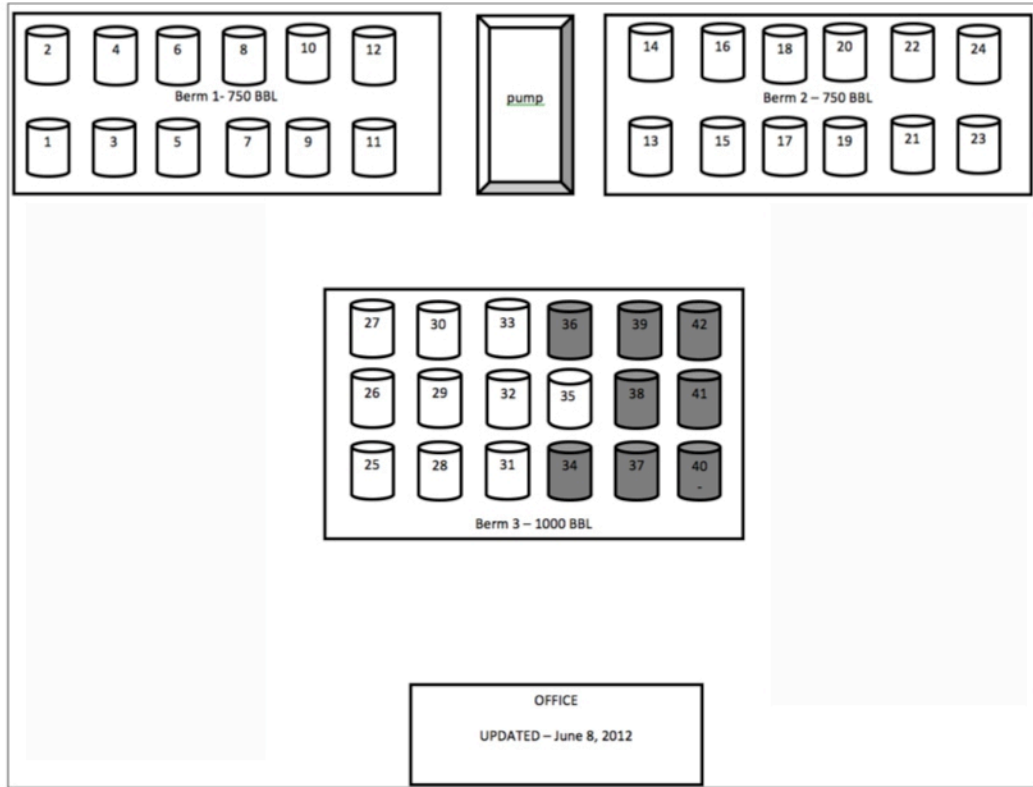 2 4 6 8 10 12
Berm 1- 750 BBL
1 3 5 7 9 11
pump
14 16 18 20 22 24
Berm 2 – 750 BBL
13 15 17 19 21 23
27 30 33 36 39 42
26 29 32 35 38 41
25 28 31 34 37 40
-
Berm 3 – 1000 BBL
OFFICE
UPDATED – June 8, 2012